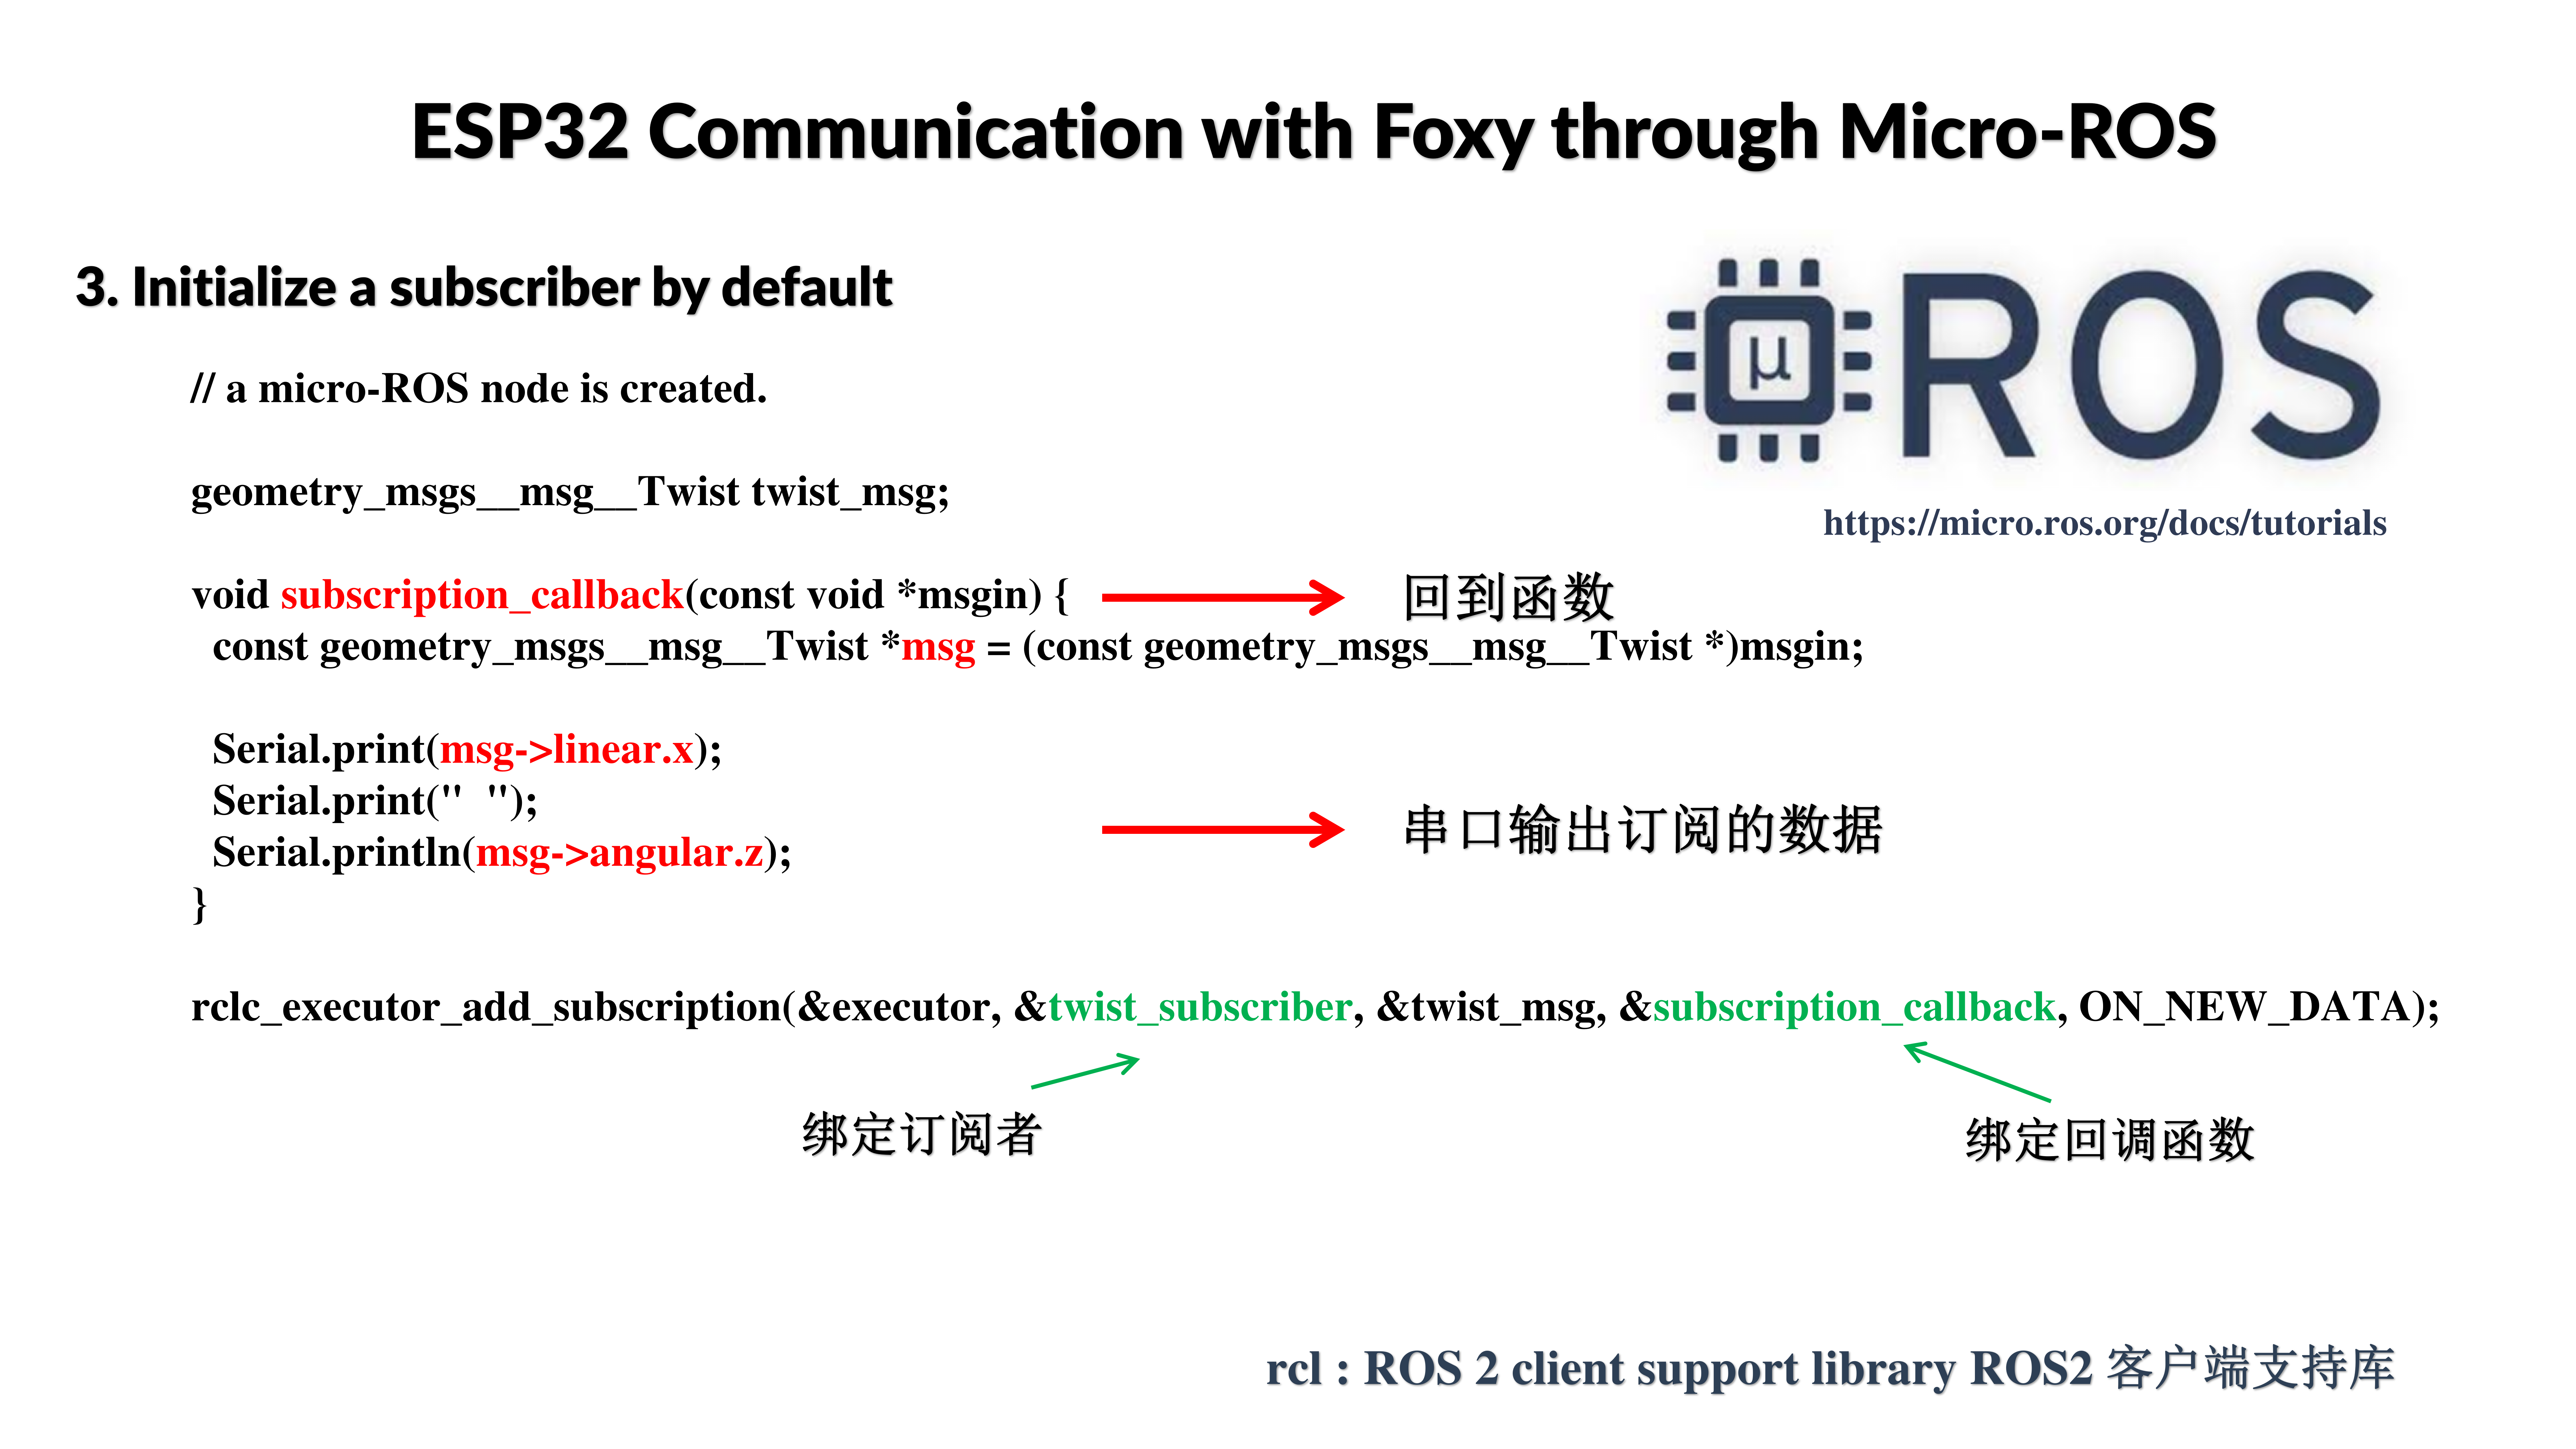 ESP32 Communication with Foxy through Micro-ROS
3. Initialize a subscriber by default
μROS
https://micro.ros.org/docs/tutorials
// a micro-ROS node is created.
geometry_msgs__msg__Twist twist_msg;
void subscription_callback(const void *msgin) { 回到函数
const geometry_msgs__msg__Twist *msg = (const geometry_msgs__msg__Twist *)msgin;
Serial.print(msg->linear.x);
Serial.print("  ");
串口输出订阅的数据
Serial.println(msg->angular.z);
}
rclc_executor_add_subscription(&executor, &twist_subscriber, &twist_msg, &subscription_callback, ON_NEW_DATA);
绑定订阅者 绑定回调函数
rcl : ROS 2 client support library ROS2 客户端支持库